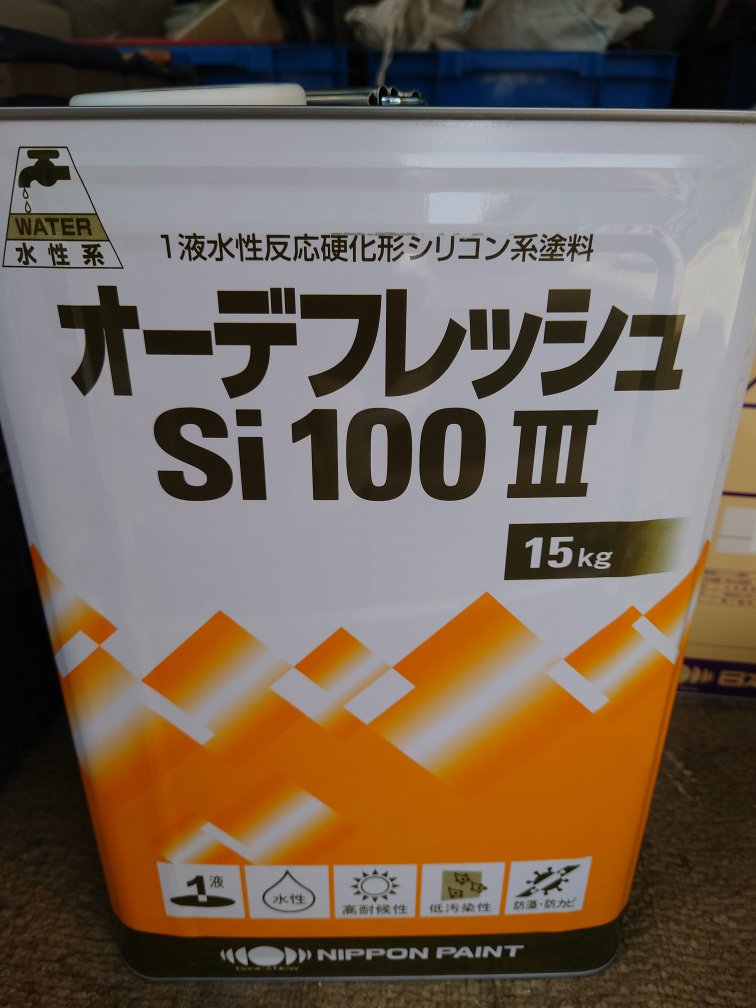 WATER
水性系
1液水性反応硬化形シリコン系塗料
オーデフレッシュ
Si 100 III
15kg
1液
水性
高耐候性
低汚染性
防藻・防カビ
NIPPON PAINT
日本